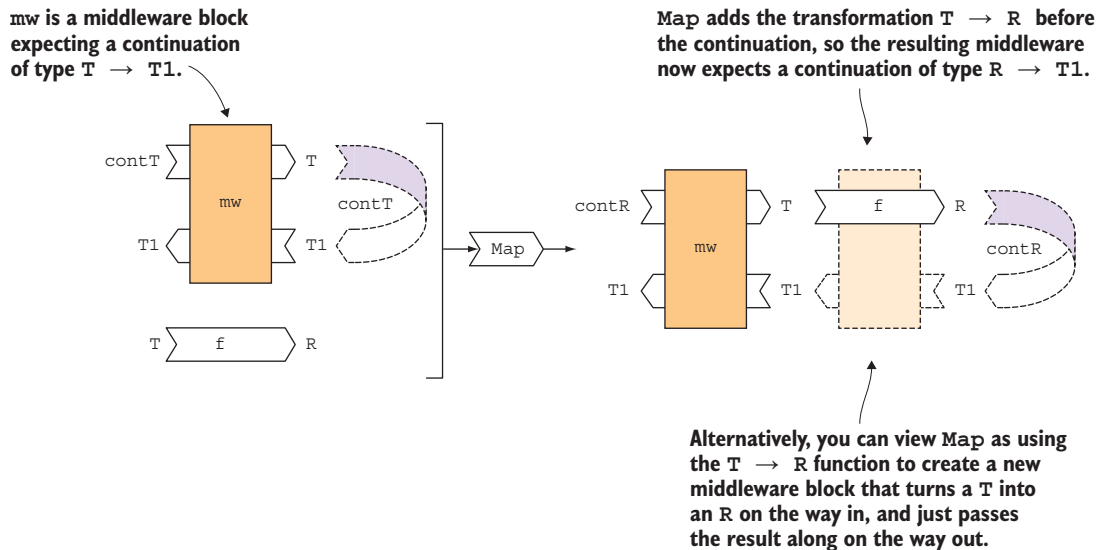 mw is a middleware block
expecting a continuation
of type T → T1.
Map adds the transformation T → R before
the continuation, so the resulting middleware
now expects a continuation of type R → T1.
contT
T
mw
contT
T1
T1
T
f
R
Map
contR
T
f
R
mw
contR
T1
T1
T1
Alternatively, you can view Map as using
the T → R function to create a new
middleware block that turns a T into
an R on the way in, and just passes
the result along on the way out.